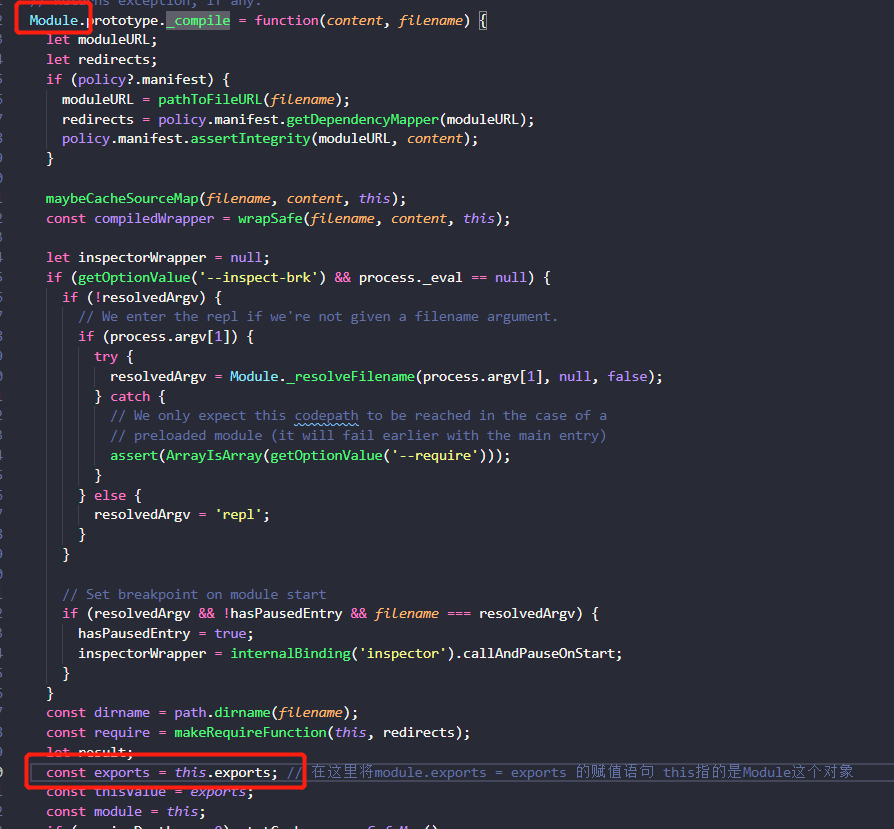 // Returns exception, if any.
Module.prototype._compile = function(content, filename) {
let moduleURL;
let redirects;
if (policy?.manifest) {
moduleURL = pathToFileURL(filename);
redirects = policy.manifest.getDependencyMapper(moduleURL);
policy.manifest.assertIntegrity(moduleURL, content);
}
maybeCacheSourceMap(filename, content, this);
const compiledWrapper = wrapSafe(filename, content, this);
let inspectorWrapper = null;
if (getOptionValue('--inspect-brk') && process._eval == null) {
if (!resolvedArgv) {
// We enter the repl if we're not given a filename argument.
if (process.argv[1]) {
try {
resolvedArgv = Module._resolveFilename(process.argv[1], null, false);
} catch {
// We only expect this codepath to be reached in the case of a
// preloaded module (it will fail earlier with the main entry)
assert(ArrayIsArray(getOptionValue('--require')));
}
} else {
resolvedArgv = 'repl';
}
}
// Set breakpoint on module start
if (resolvedArgv && !hasPausedEntry && filename === resolvedArgv) {
hasPausedEntry = true;
inspectorWrapper = internalBinding('inspector').callAndPauseOnStart;
}
}
const dirname = path.dirname(filename);
const require = makeRequireFunction(this, redirects);
let result;
const exports = this.exports; // 在这里将module.exports = exports 的赋值语句 this指的是Module这个对象
const thisValue = exports;
const module = this;